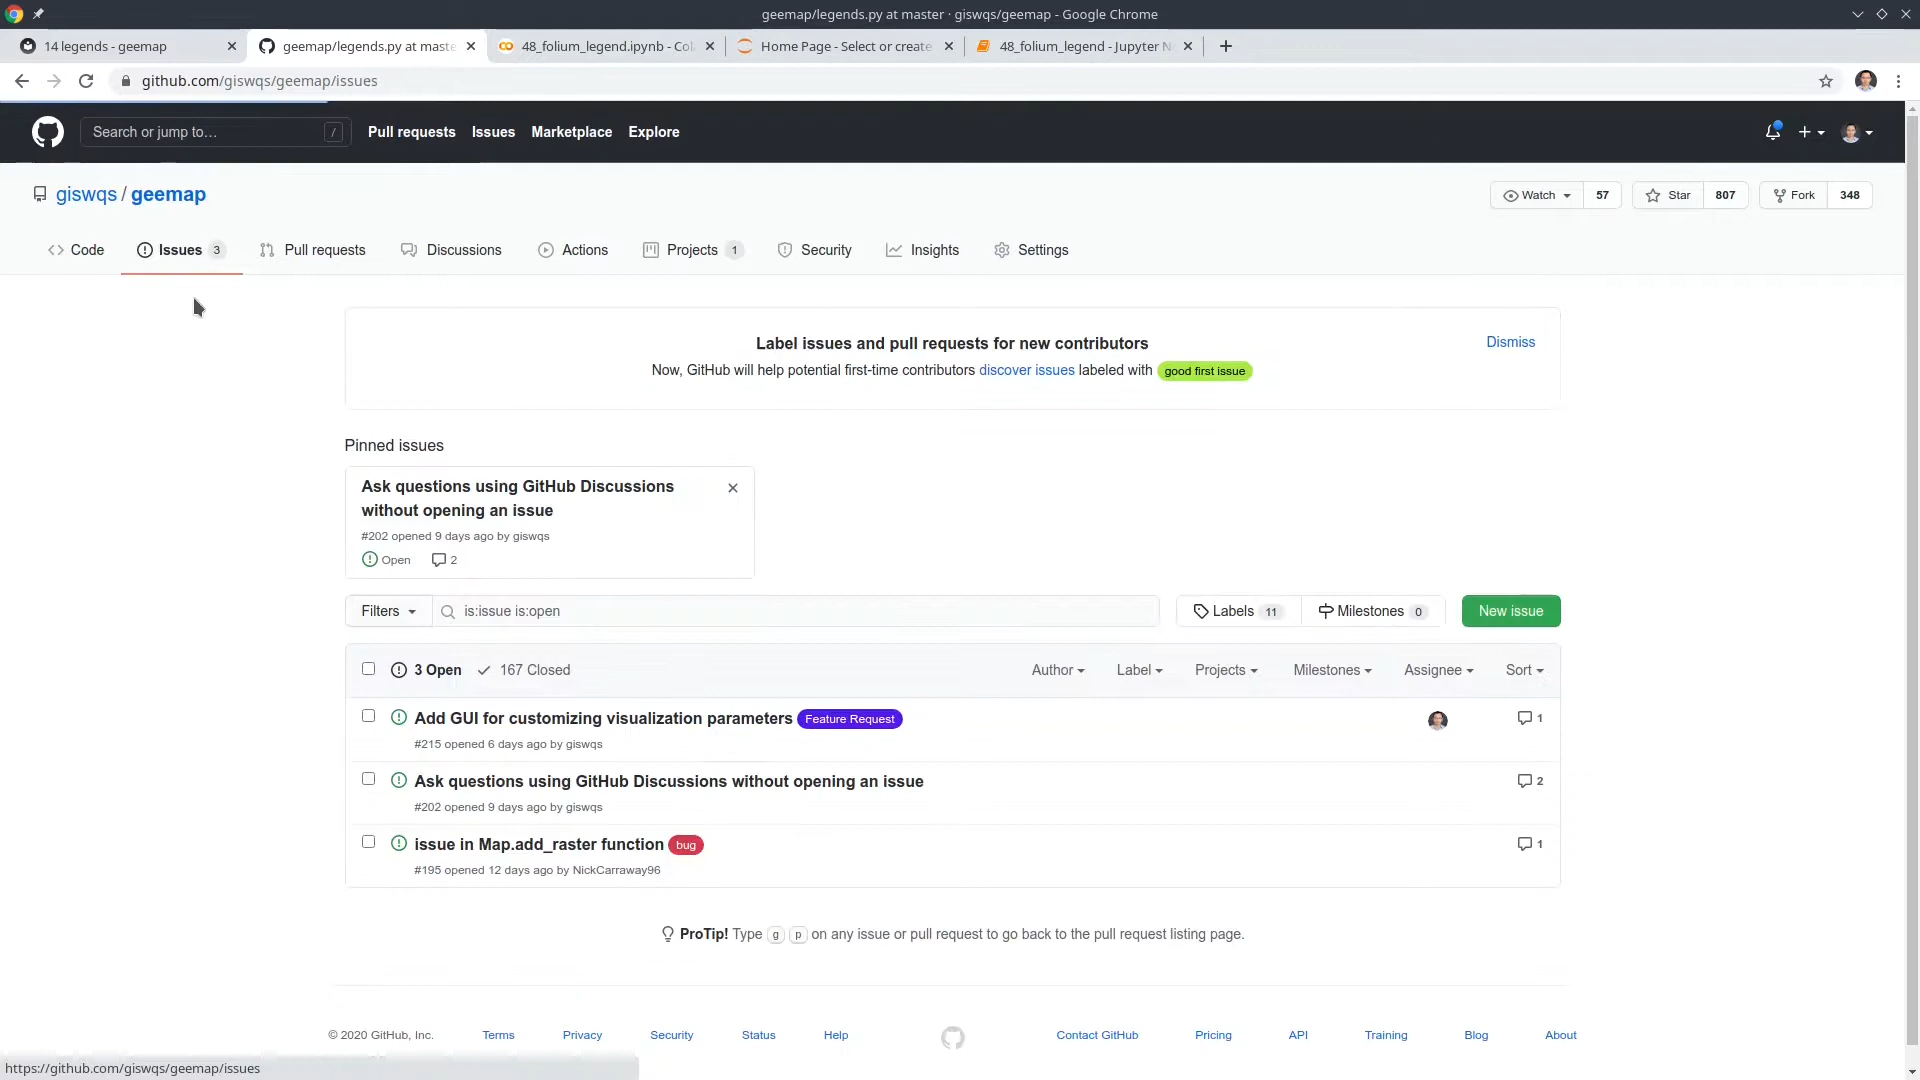 geemap/legends.py at master · giswqs/geemap - Google Chrome
14 legends - geemap
geemap/legends.py at maste
48_folium_legend.ipynb - Col
Home Page - Select or create
48_folium_legend - Jupyter N
github.com/giswqs/geemap/issues
Search or jump to…
/
Pull requests
Issues
Marketplace
Explore
giswqs / geemap
Watch
57
Star
807
Fork
348
Code
Issues 3
Pull requests
Discussions
Actions
Projects 1
Security
Insights
Settings
Label issues and pull requests for new contributors
Dismiss
Now, GitHub will help potential first-time contributors discover issues labeled with good first issue
Pinned issues
Ask questions using GitHub Discussions
without opening an issue
#202 opened 9 days ago by giswqs
Open 2
Filters
is:issue is:open
Labels 11
Milestones 0
New issue
3 Open
167 Closed
Author
Label
Projects
Milestones
Assignee
Sort
Add GUI for customizing visualization parameters Feature Request
1
#215 opened 6 days ago by giswqs
Ask questions using GitHub Discussions without opening an issue
2
#202 opened 9 days ago by giswqs
issue in Map.add_raster function bug
1
#195 opened 12 days ago by NickCarraway96
ProTip! Type g p on any issue or pull request to go back to the pull request listing page.
© 2020 GitHub, Inc.
Terms
Privacy
Security
Status
Help
Contact GitHub
Pricing
API
Training
Blog
About
https://github.com/giswqs/geemap/issues